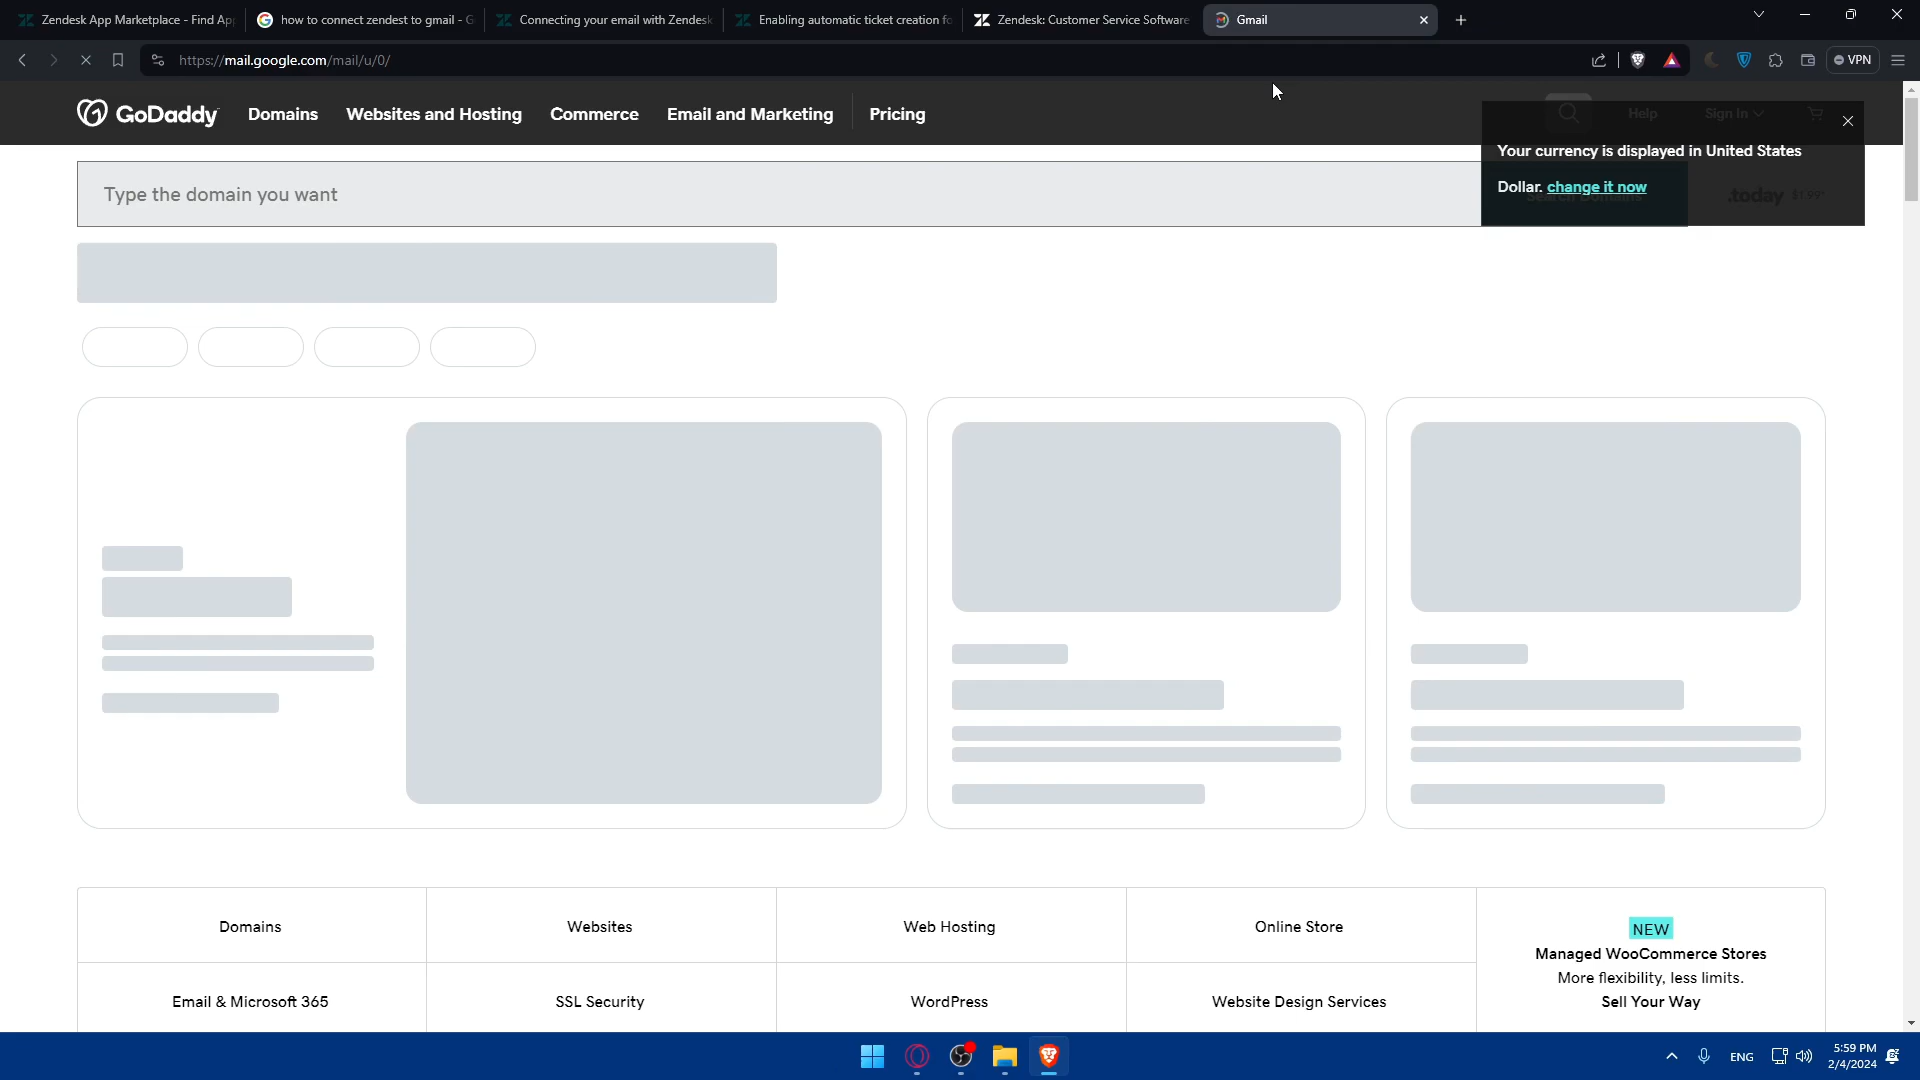 Zendesk App Marketplace - Find Ap
how to connect zendest to gmail - G
Connecting your email with Zendesk
Enabling automatic ticket creation fo
Zendesk: Customer Service Software
Gmail
https://mail.google.com/mail/u/0/
VPN
GoDaddy
Domains
Websites and Hosting
Commerce
Email and Marketing
Pricing
Help
Sign In
Your currency is displayed in United States
Dollar. change it now
Type the domain you want
Search Domains
.today $1.99*
Domains
Websites
Web Hosting
Online Store
NEW
Managed WooCommerce Stores
More flexibility, less limits.
Sell Your Way
Email & Microsoft 365
SSL Security
WordPress
Website Design Services
ENG
5:59 PM
2/4/2024